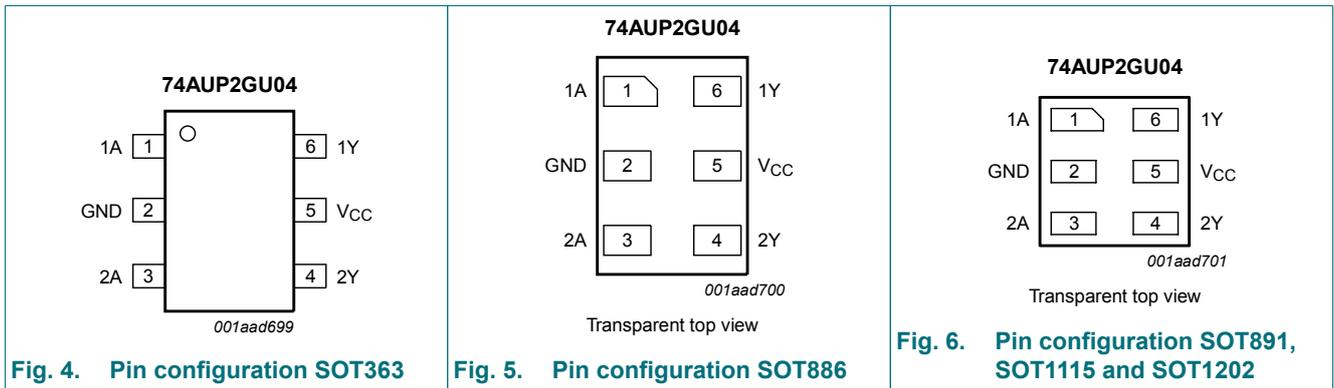 74AUP2GU04
1A 1 6 1Y
GND 2 5 VCC
2A 3 4 2Y
001aad699
Fig. 4. Pin configuration SOT363
74AUP2GU04
1A 1 6 1Y
GND 2 5 VCC
2A 3 4 2Y
001aad700
Transparent top view
Fig. 5. Pin configuration SOT886
74AUP2GU04
1A 1 6 1Y
GND 2 5 VCC
2A 3 4 2Y
001aad701
Transparent top view
Fig. 6. Pin configuration SOT891,
SOT1115 and SOT1202